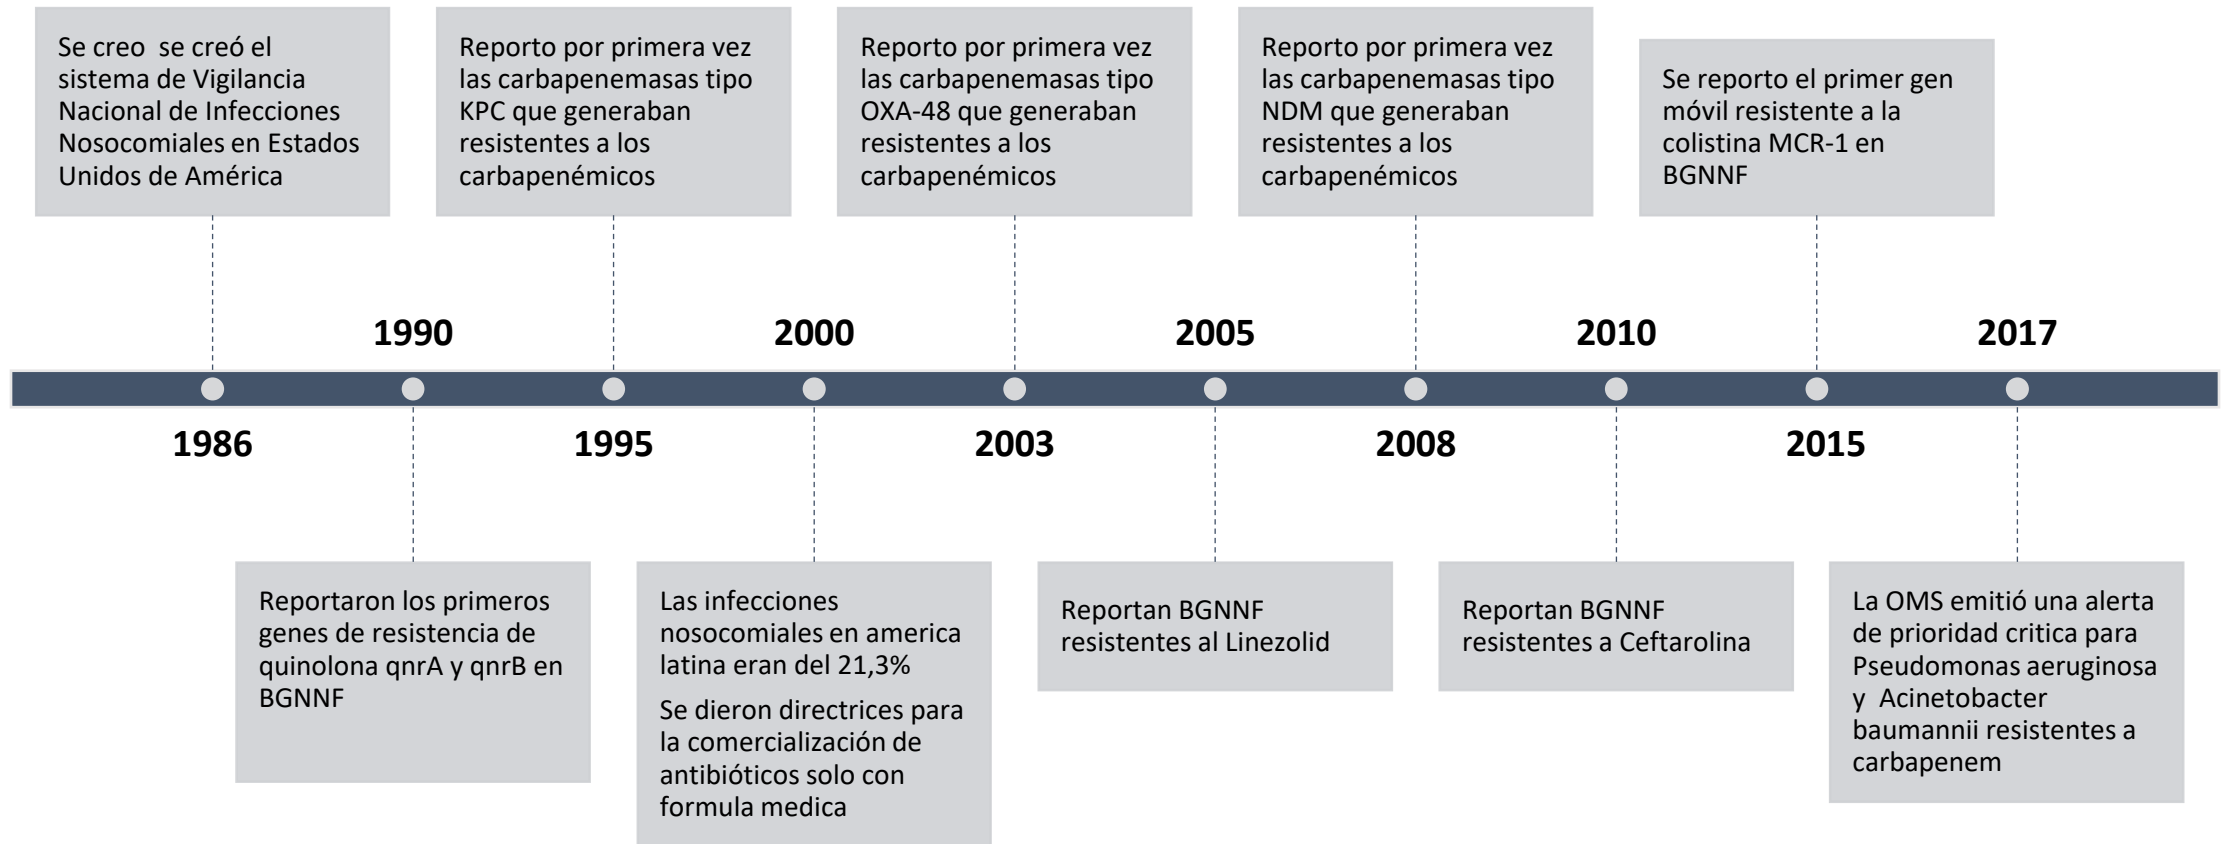 Se creo  se creó el
sistema de Vigilancia
Nacional de Infecciones
Nosocomiales en Estados
Unidos de América
Reporto por primera vez
las carbapenemasas tipo
KPC que generaban
resistentes a los
carbapenémicos
Reporto por primera vez
las carbapenemasas tipo
OXA-48 que generaban
resistentes a los
carbapenémicos
Reporto por primera vez
las carbapenemasas tipo
NDM que generaban
resistentes a los
carbapenémicos
Se reporto el primer gen
móvil resistente a la
colistina MCR-1 en
BGNNF
1990
2000
2005
2010
2017
1986
1995
2003
2008
2015
Reportaron los primeros
genes de resistencia de
quinolona qnrA y qnrB en
BGNNF
Las infecciones
nosocomiales en america
latina eran del 21,3%
Se dieron directrices para
la comercialización de
antibióticos solo con
formula medica
Reportan BGNNF
resistentes al Linezolid
Reportan BGNNF
resistentes a Ceftarolina
La OMS emitió una alerta
de prioridad critica para
Pseudomonas aeruginosa
y  Acinetobacter
baumannii resistentes a
carbapenem